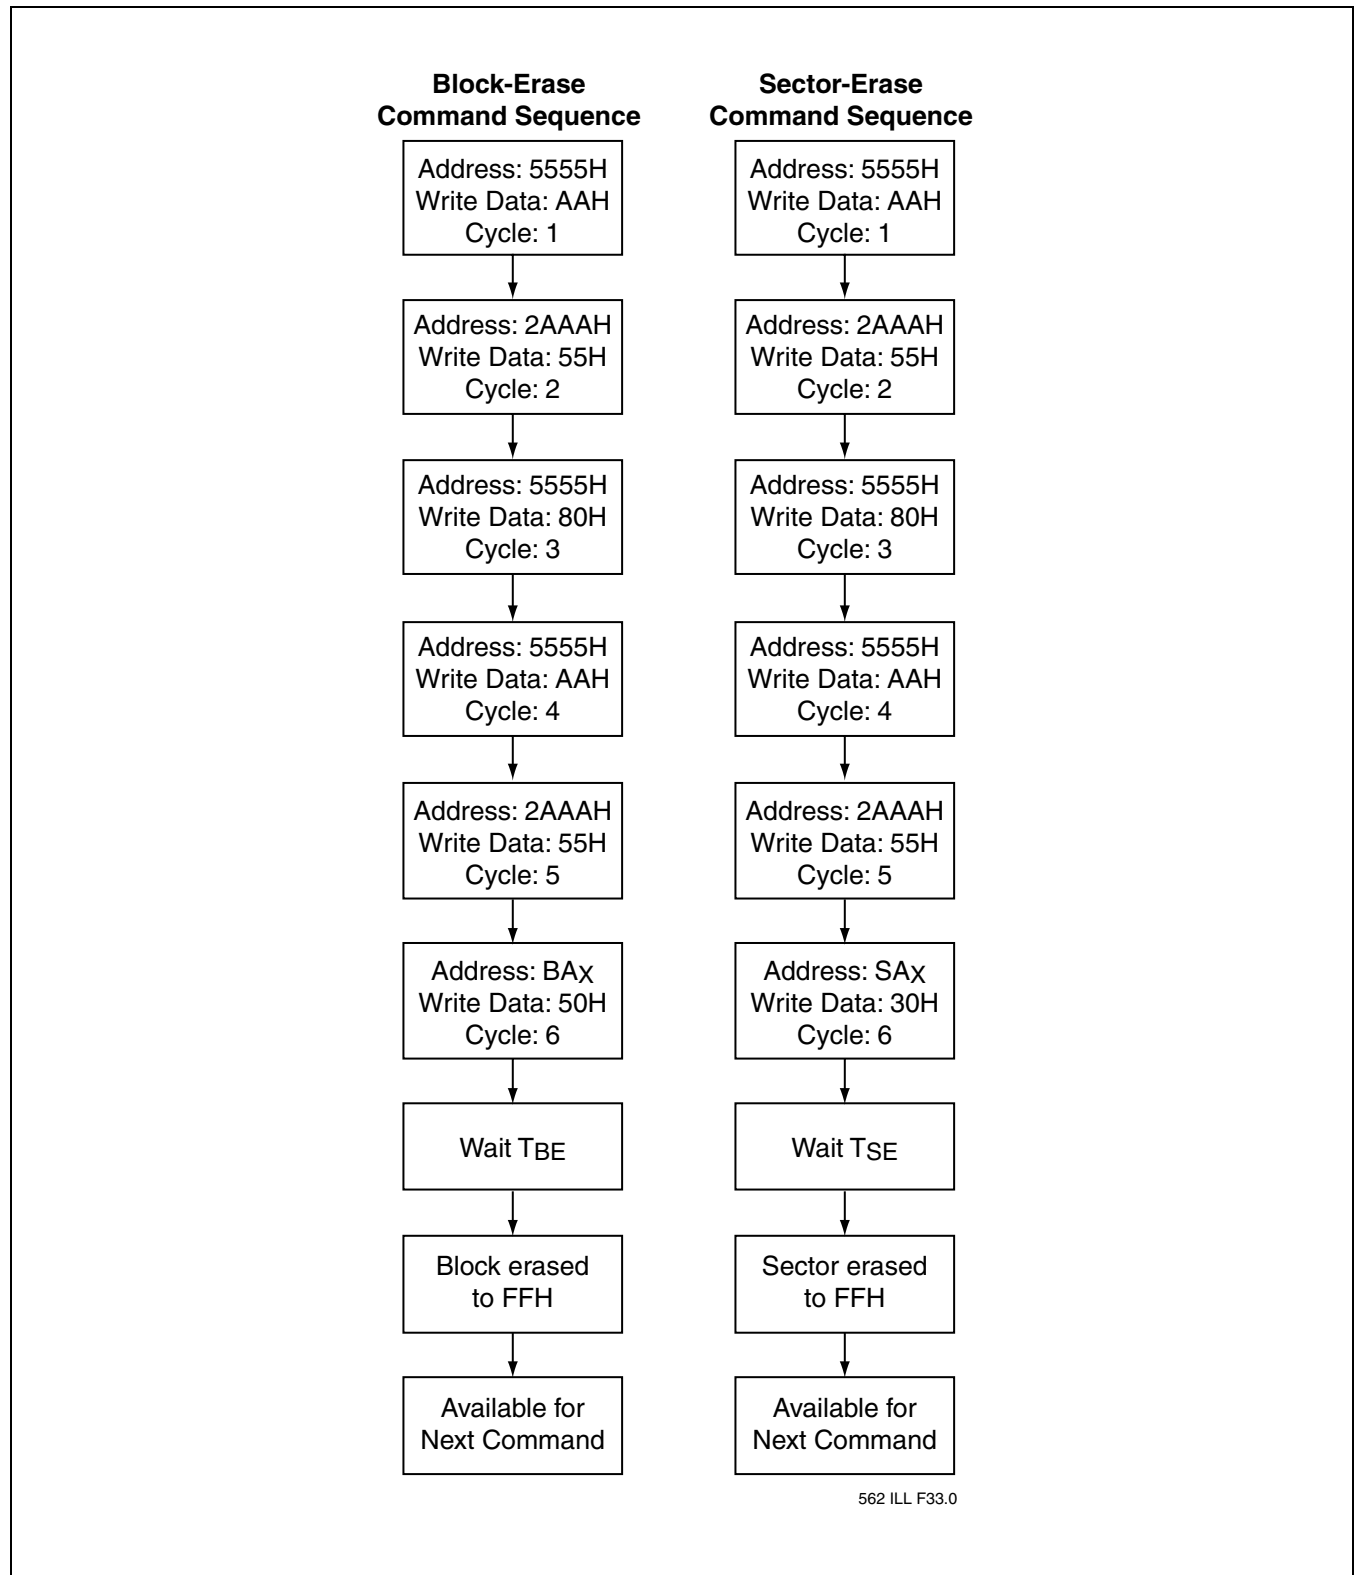 Block-Erase
Command Sequence
Address: 5555H
Write Data: AAH
Cycle: 1
Address: 2AAAH
Write Data: 55H
Cycle: 2
Address: 5555H
Write Data: 80H
Cycle: 3
Address: 5555H
Write Data: AAH
Cycle: 4
Address: 2AAAH
Write Data: 55H
Cycle: 5
Address: BAX
Write Data: 50H
Cycle: 6
Wait TBE
Block erased
to FFH
Available for
Next Command
Sector-Erase
Command Sequence
Address: 5555H
Write Data: AAH
Cycle: 1
Address: 2AAAH
Write Data: 55H
Cycle: 2
Address: 5555H
Write Data: 80H
Cycle: 3
Address: 5555H
Write Data: AAH
Cycle: 4
Address: 2AAAH
Write Data: 55H
Cycle: 5
Address: SAX
Write Data: 30H
Cycle: 6
Wait TSE
Sector erased
to FFH
Available for
Next Command
562 ILL F33.0